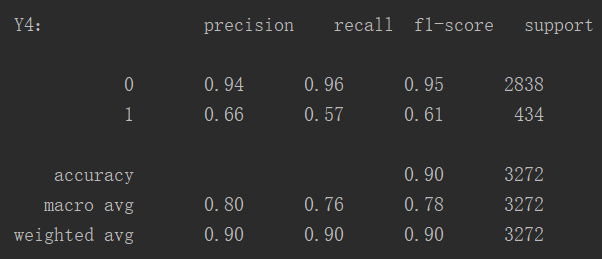 Y4: precision recall f1-score support
0 0.94 0.96 0.95 2838
1 0.66 0.57 0.61 434
accuracy 0.90 3272
macro avg 0.80 0.76 0.78 3272
weighted avg 0.90 0.90 0.90 3272